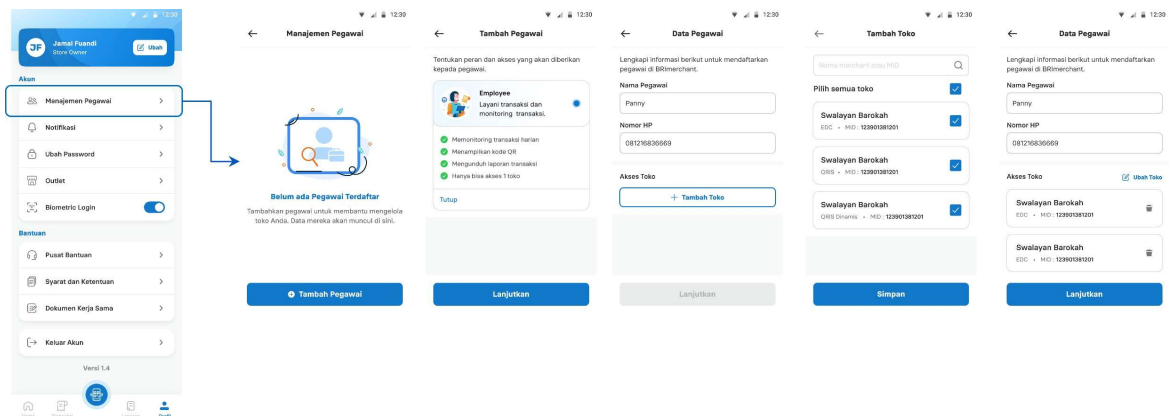 12:30
JF
Jamal Fuandi
Store Owner
Ubah
Akun
Manajemen Pegawai
Notifikasi
Ubah Password
Outlet
Biometric Login
Bantuan
Pusat Bantuan
Syarat dan Ketentuan
Dokumen Kerja Sama
Keluar Akun
Versi 1.4
12:30
Manajemen Pegawai
Belum ada Pegawai Terdaftar
Tambahkan pegawai untuk membantu mengelola
toko Anda. Data mereka akan muncul di sini.
Tambah Pegawai
12:30
Tambah Pegawai
Tentukan peran dan akses yang akan diberikan
kepada pegawai.
Employee
Layani transaksi dan
monitoring transaksi.
Memonitoring transaksi harian
Menampilkan kode QR
Mengunduh laporan transaksi
Hanya bisa akses 1 toko
Tutup
Lanjutkan
12:30
Data Pegawai
Lengkapi informasi berikut untuk mendaftarkan
pegawai di BRImerchant.
Nama Pegawai
Panny
Nomor HP
081216836669
Akses Toko
+ Tambah Toko
Lanjutkan
12:30
Tambah Toko
Nama merchant atau MID
Pilih semua toko
Swalayan Barokah
EDC • MID : 123901381201
Swalayan Barokah
QRIS • MID : 123901381201
Swalayan Barokah
QRIS Dinamis • MID : 123901381201
Simpan
12:30
Data Pegawai
Lengkapi informasi berikut untuk mendaftarkan
pegawai di BRImerchant.
Nama Pegawai
Panny
Nomor HP
081216836669
Akses Toko
Ubah Toko
Swalayan Barokah
EDC • MID : 123901381201
Swalayan Barokah
EDC • MID : 123901381201
Lanjutkan